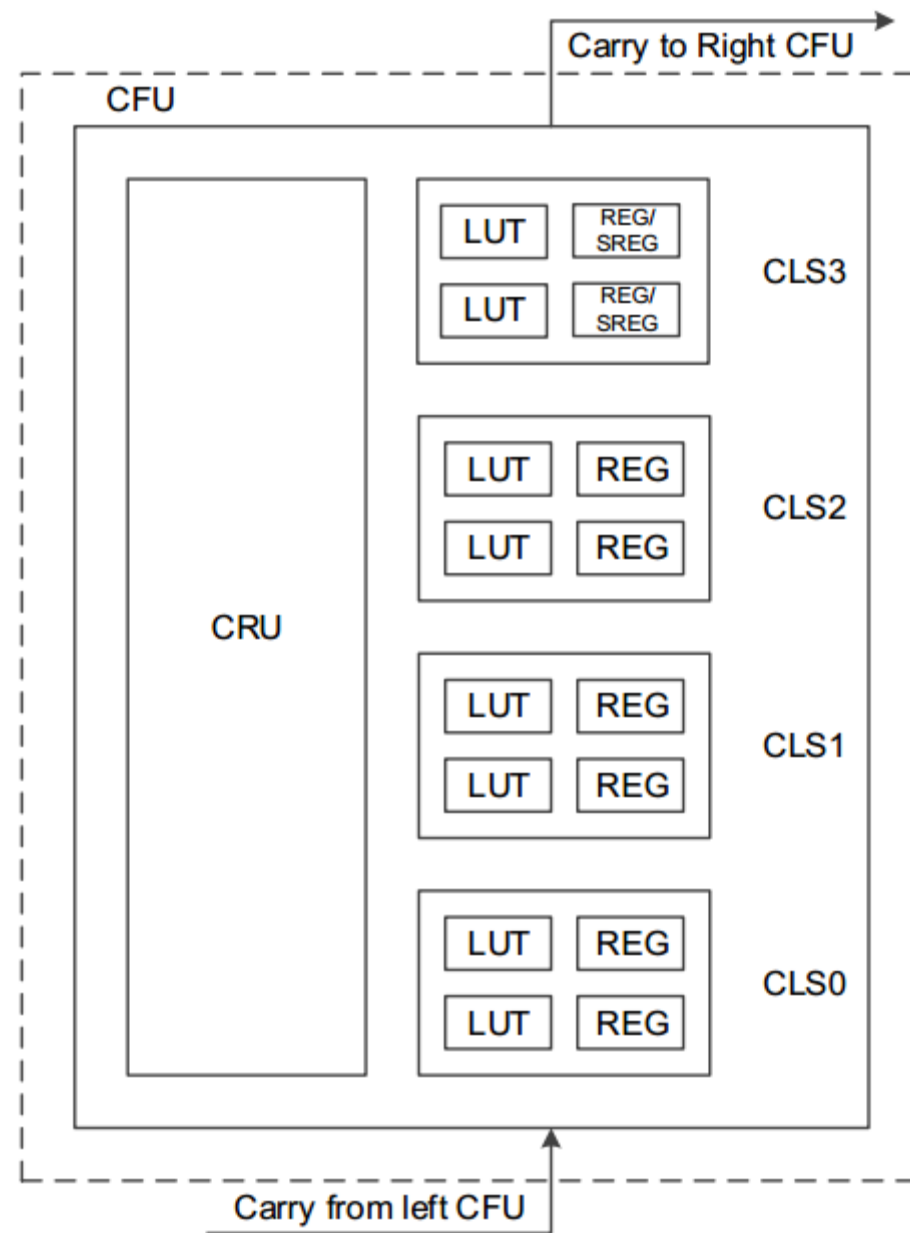 Carry to Right CFU
CFU
CRU
LUT
REG/
SREG
LUT
REG/
SREG
CLS3
LUT
REG
LUT
REG
CLS2
LUT
REG
LUT
REG
CLS1
LUT
REG
LUT
REG
CLS0
Carry from left CFU